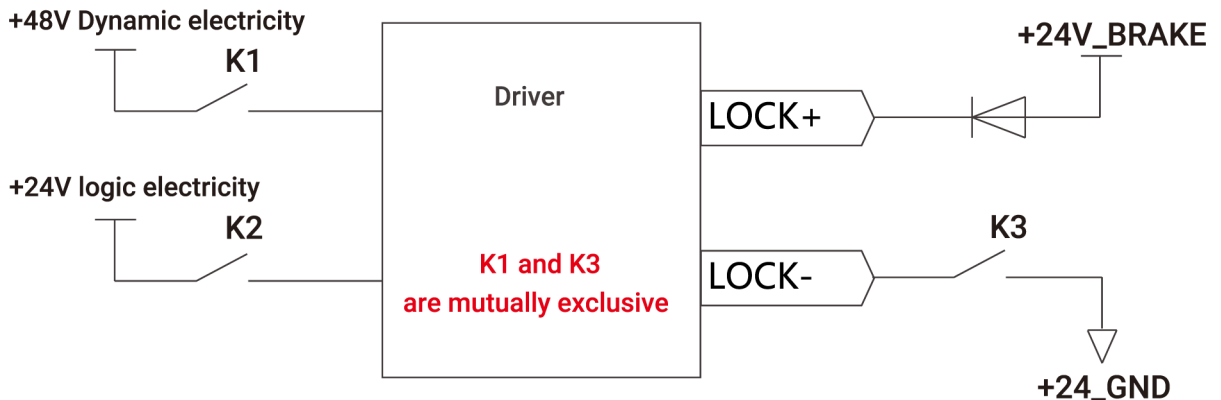 +48V Dynamic electricity
K1
+24V logic electricity
K2
Driver
K1 and K3
are mutually exclusive
LOCK+
+24V_BRAKE
LOCK-
K3
+24_GND